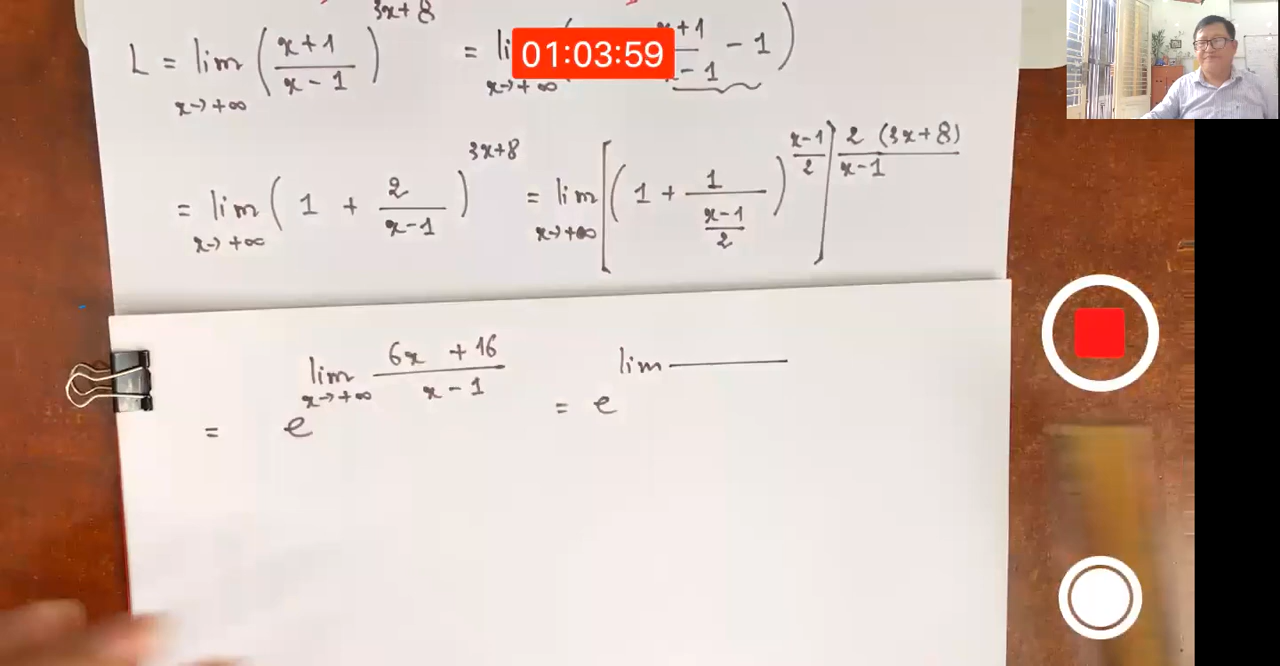 3x+8
L = lim ( x+1 / x-1 ) = lim ( x+1 / x-1 - 1 )
x→+∞ x→+∞
01:03:59
= lim ( 1 + 2 / x-1 ) 3x+8 = lim [ ( 1 + 1 / x-1 / 2 ) x-1 / 2 ] 2 (3x+8) / x-1
x→+∞ x→+∞
lim 6x +16 / x-1 lim
x→+∞
= e = e